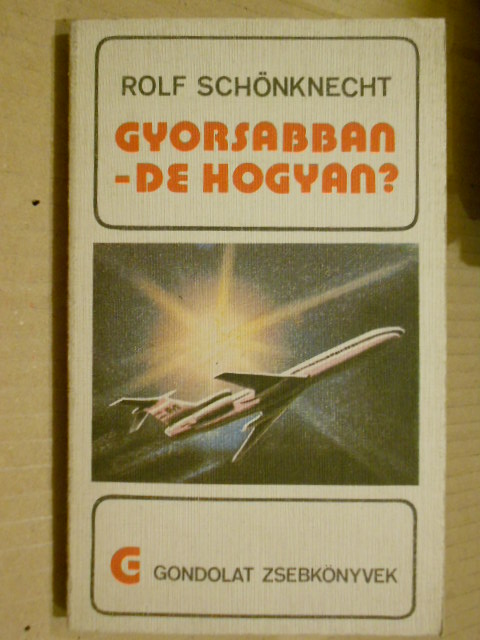 ROLF SCHÖNKNECHT
GYORSABBAN
-DE HOGYAN?
G GONDOLAT ZSEBKÖNYVEK